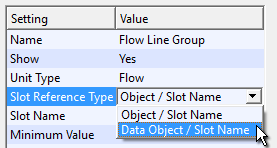 Setting Value
Name Flow Line Group
Show Yes
Unit Type Flow
Slot Reference Type Object / Slot Name
Slot Name Object / Slot Name
Minimum Value Data Object / Slot Name